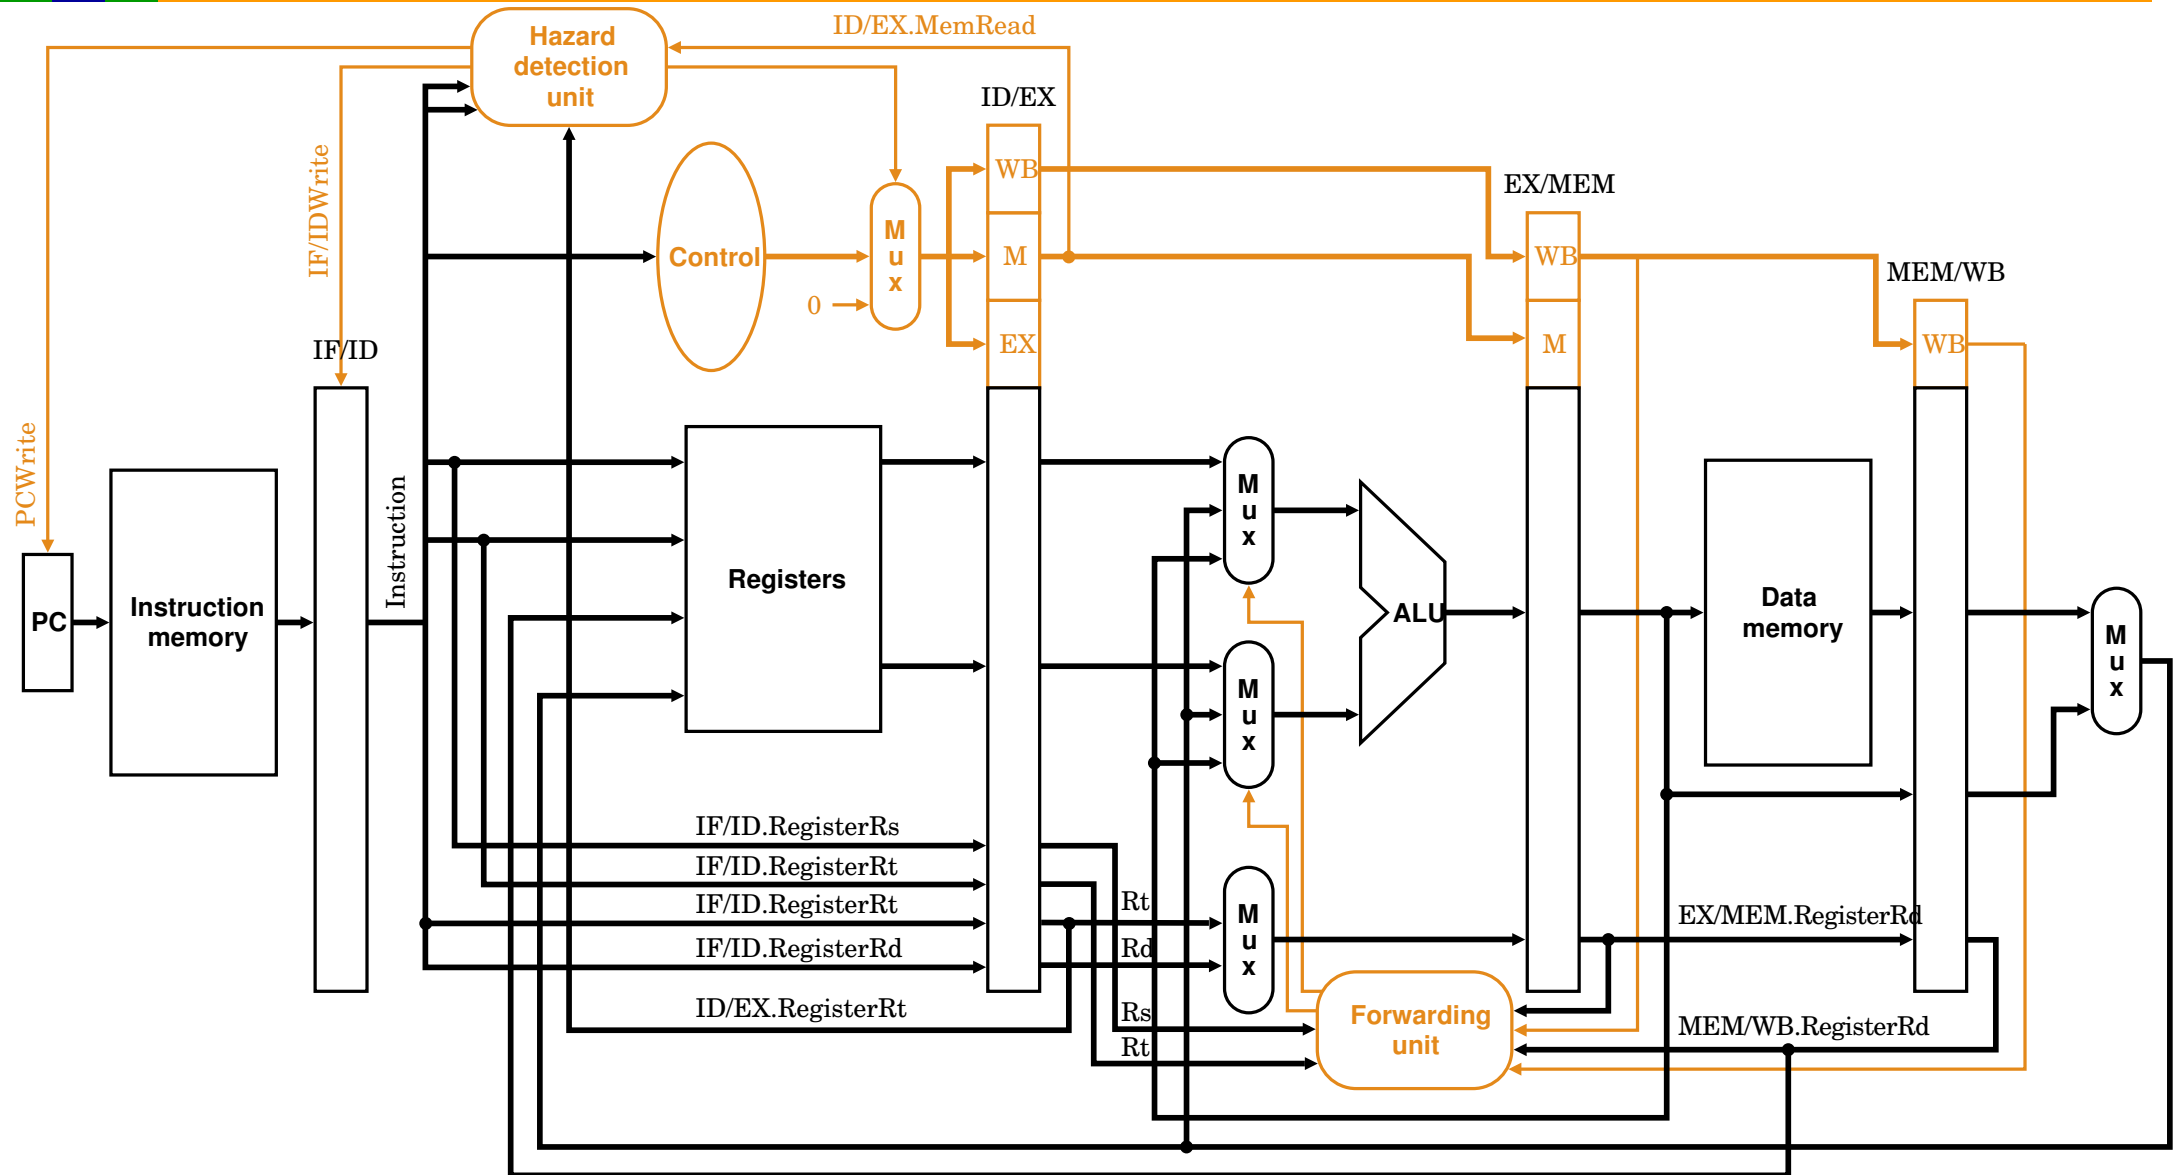 ID/EX.MemRead
Hazard
detection
unit
ID/EX
IF/IDWrite
WB
EX/MEM
M
u
x
Control
M
WB
MEM/WB
0
EX
M
WB
IF/ID
PCWrite
Instruction
M
u
x
Registers
PC
Instruction
memory
ALU
Data
memory
M
u
x
M
u
x
IF/ID.RegisterRs
IF/ID.RegisterRt
IF/ID.RegisterRt
IF/ID.RegisterRd
Rt
Rd
M
u
x
EX/MEM.RegisterRd
ID/EX.RegisterRt
Rs
Rt
Forwarding
unit
MEM/WB.RegisterRd